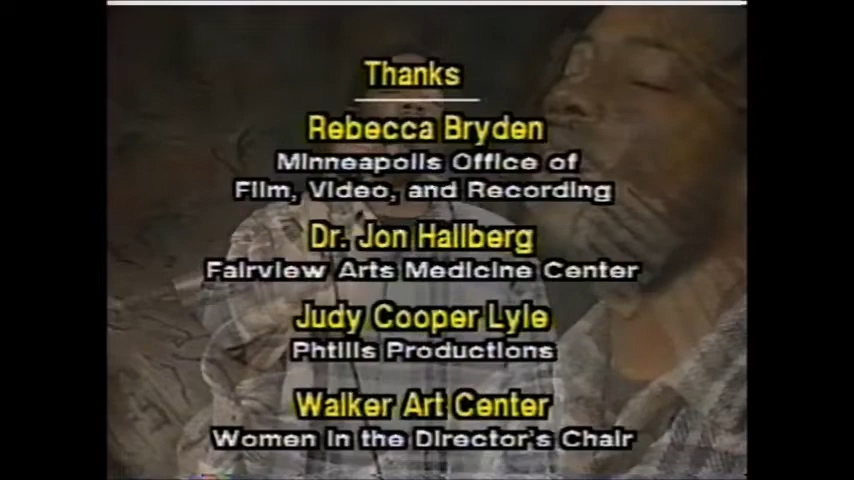 Thanks
Rebecca Bryden
Minneapolis Office of
Film, Video, and Recording
Dr. Jon Hallberg
Fairview Arts Medicine Center
Judy Cooper Lyle
Phtills Productions
Walker Art Center
Women in the Director's Chair